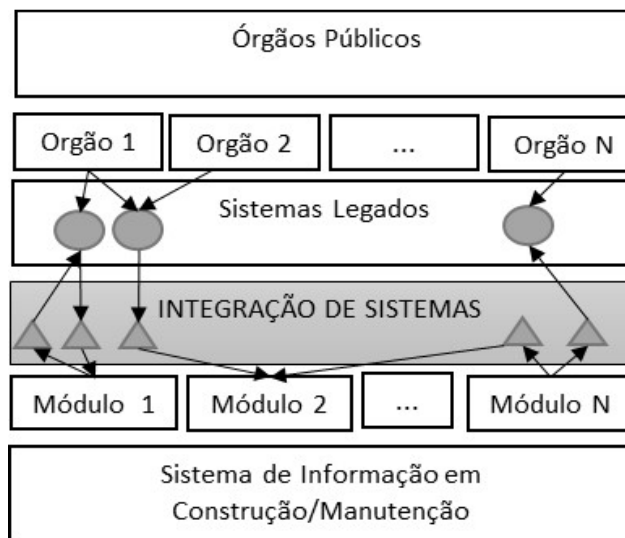 Órgãos Públicos
Orgão 1
Orgão 2
...
Orgão N
Sistemas Legados
INTEGRAÇÃO DE SISTEMAS
Módulo 1
Módulo 2
...
Módulo N
Sistema de Informação em
Construção/Manutenção